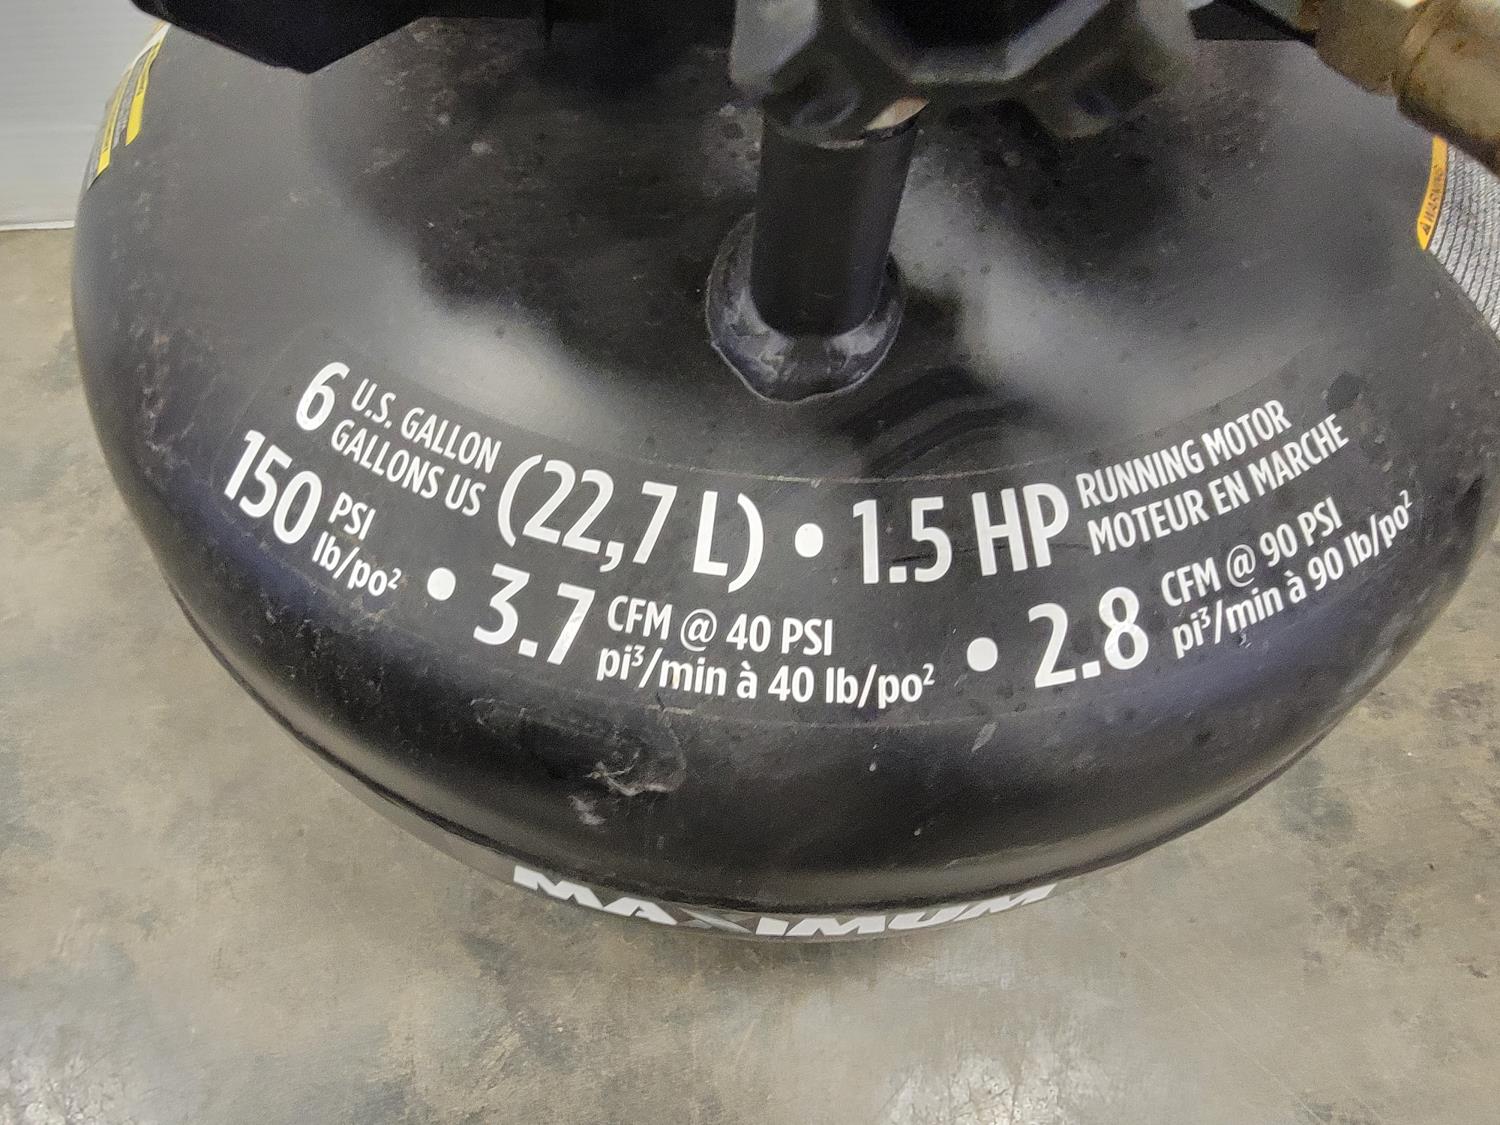 WARNING
6 U.S. GALLON
GALLONS US
(22,7 L) • 1.5 HP
RUNNING MOTOR
MOTEUR EN MARCHE
150 PSI
lb/po²
• 3.7 CFM @ 40 PSI
pi³/min à 40 lb/po²
• 2.8 CFM @ 90 PSI
pi³/min à 90 lb/po²
MAXIMUM